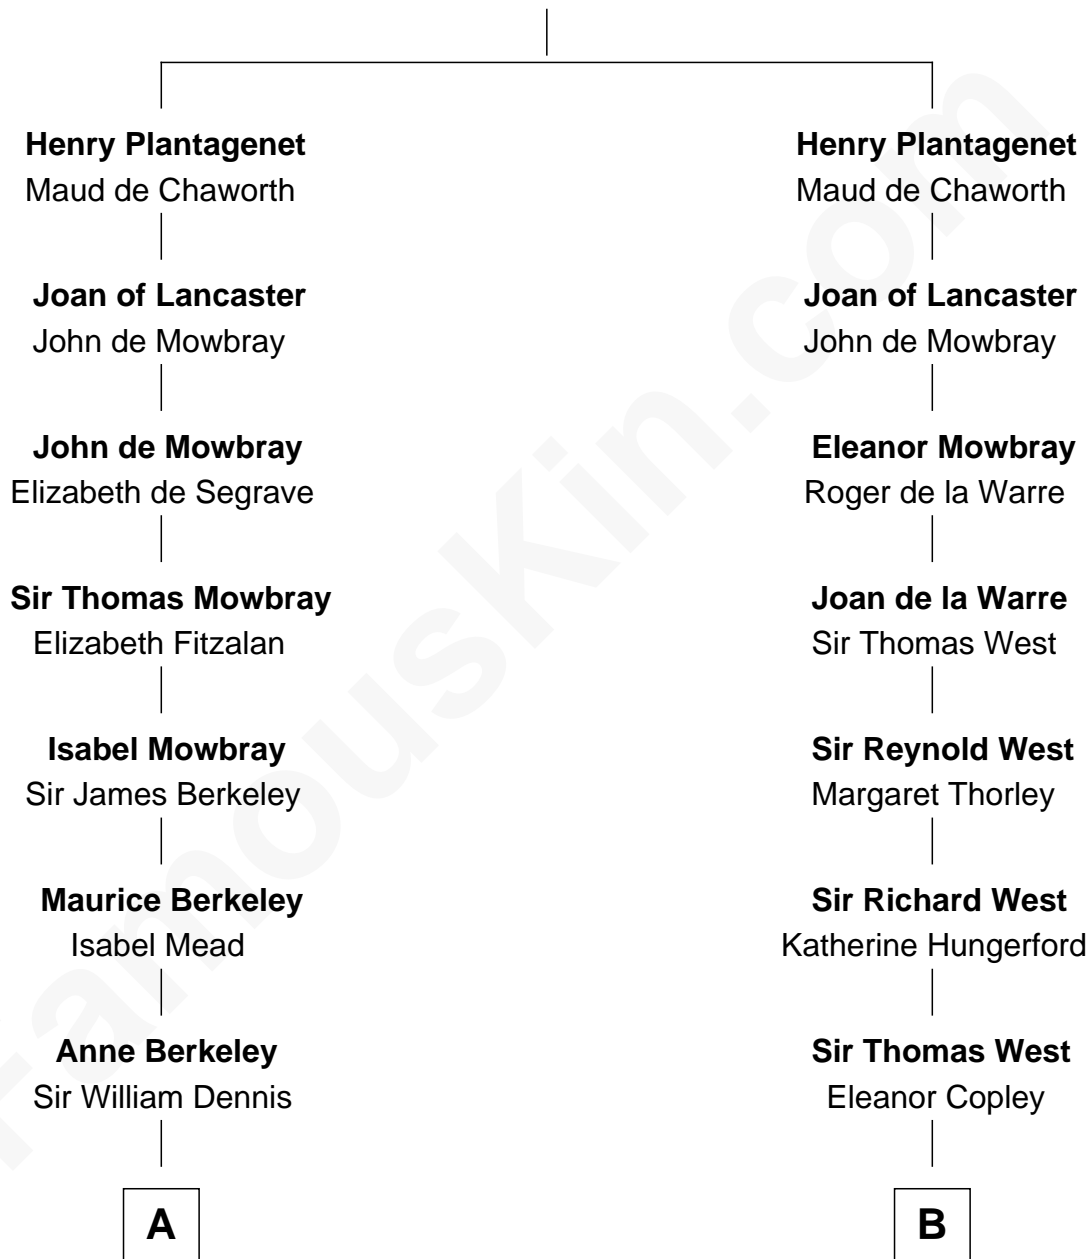 Henry Plantagenet
Maud de Chaworth
Joan of Lancaster
John de Mowbray
John de Mowbray
Elizabeth de Segrave
Sir Thomas Mowbray
Elizabeth Fitzalan
Isabel Mowbray
Sir James Berkeley
Maurice Berkeley
Isabel Mead
Anne Berkeley
Sir William Dennis
A
Henry Plantagenet
Maud de Chaworth
Joan of Lancaster
John de Mowbray
Eleanor Mowbray
Roger de la Warre
Joan de la Warre
Sir Thomas West
Sir Reynold West
Margaret Thorley
Sir Richard West
Katherine Hungerford
Sir Thomas West
Eleanor Copley
B
FamousKin.com